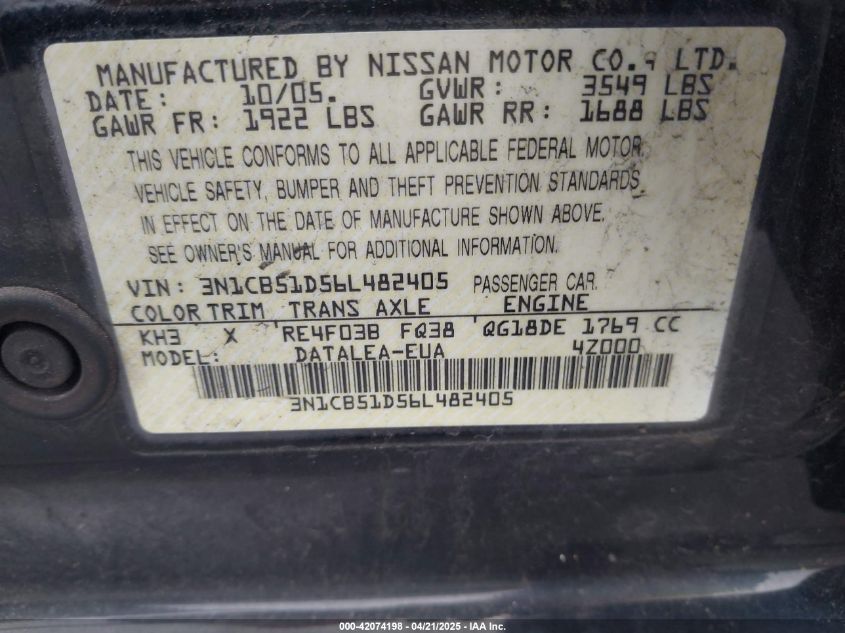 MANUFACTURED BY NISSAN MOTOR CO., LTD.
DATE: 10/05. GVWR: 3549 LBS
GAWR FR: 1922 LBS GAWR RR: 1688 LBS
THIS VEHICLE CONFORMS TO ALL APPLICABLE FEDERAL MOTOR
VEHICLE SAFETY, BUMPER AND THEFT PREVENTION STANDARDS
IN EFFECT ON THE DATE OF MANUFACTURE SHOWN ABOVE.
SEE OWNER'S MANUAL FOR ADDITIONAL INFORMATION.
VIN: 3N1CB51D56L482405 PASSENGER CAR
COLOR TRIM TRANS AXLE ENGINE
KH3 X RE4F03B FQ38 QG18DE 1769 CC
MODEL: DATALEA-EUA 4Z000
3N1CB51D56L482405
000-42074198 - 04/21/2025 - IAA Inc.